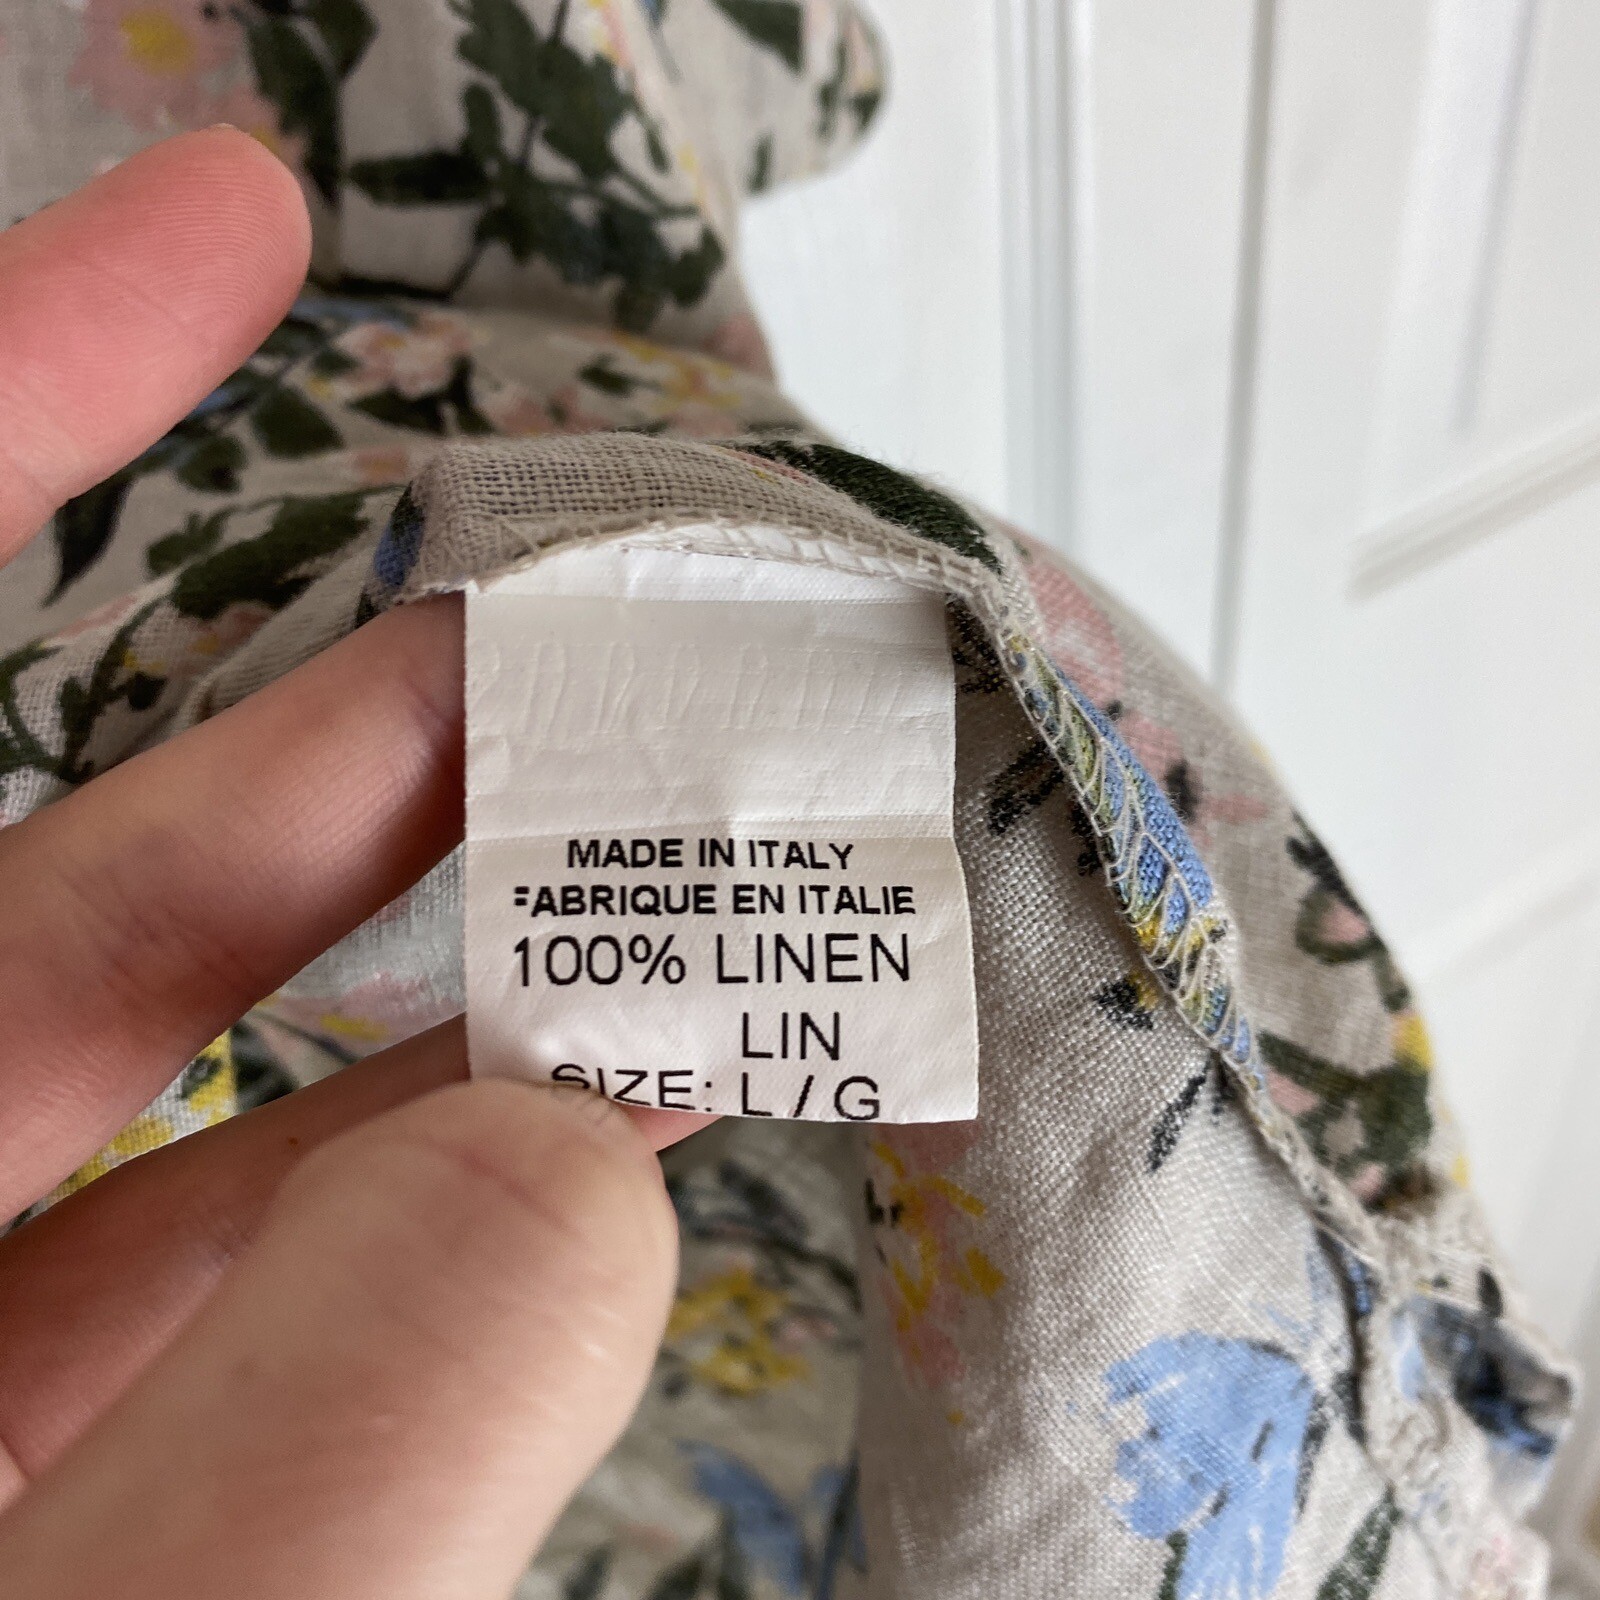 MADE IN ITALY
FABRIQUE EN ITALIE
100% LINEN
LIN
SIZE: L / G